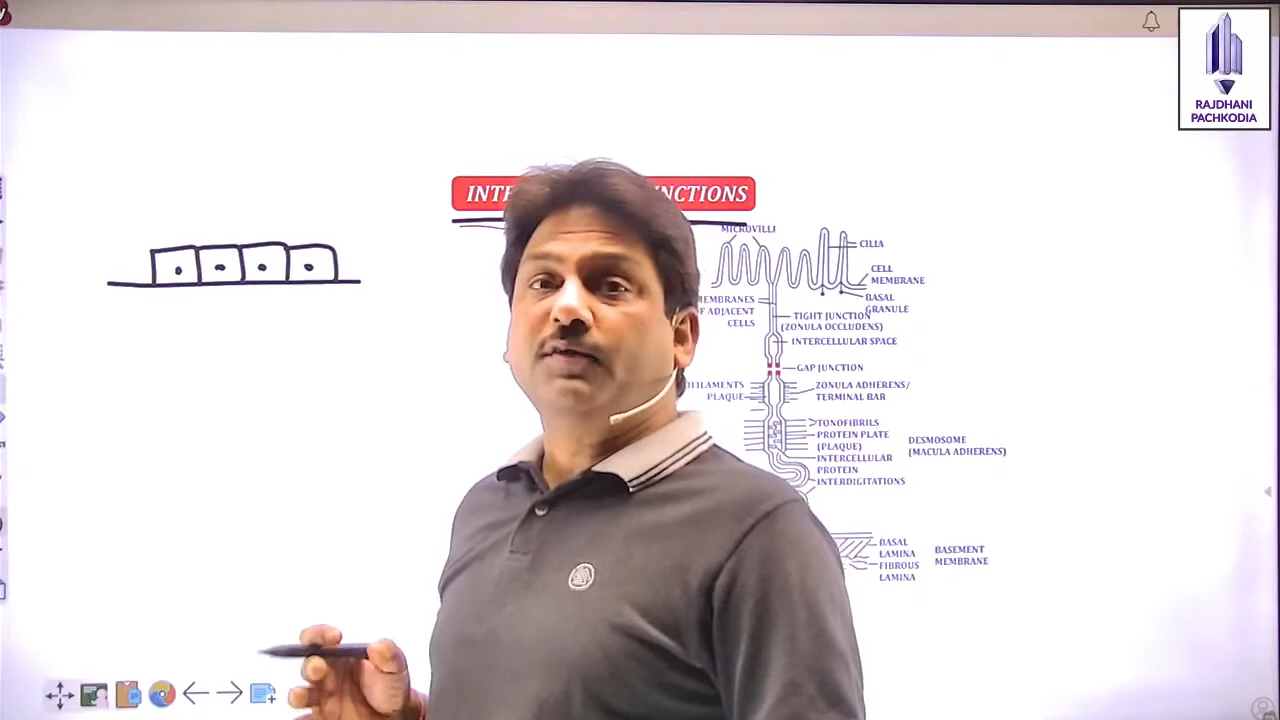 RAJDHANI
PACHKODIA
NCTIONS
MICROVILLI
CILIA
CELL
MEMBRANE
BASAL
GRANULE
MEMBRANES
OF ADJACENT
CELLS
TIGHT JUNCTION
(ZONULA OCCLUDENS)
INTERCELLULAR SPACE
GAP JUNCTION
PLAQUE
ZONULA ADHERENS/
TERMINAL BAR
TONOFIBRILS
PROTEIN PLATE
(PLAQUE)
INTERCELLULAR
PROTEIN
INTERDIGITATIONS
DESMOSOME
(MACULA ADHERENS)
BASAL
LAMINA
FIBROUS
LAMINA
BASEMENT
MEMBRANE